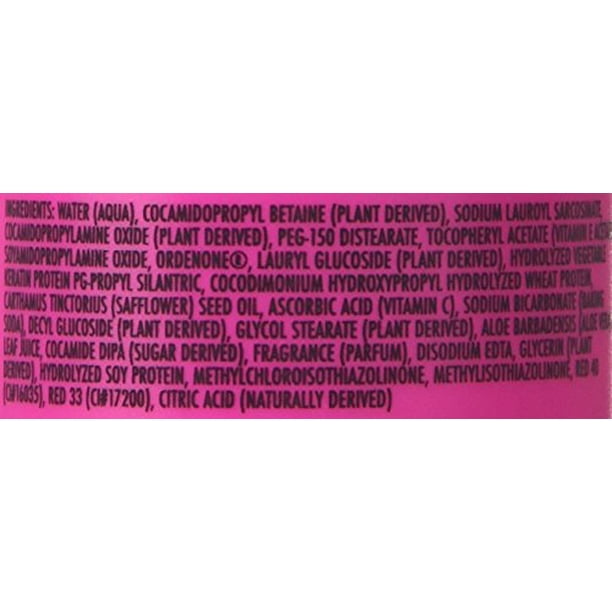 INGREDIENTS: WATER (AQUA), COCAMIDOPROPYL BETAINE (PLANT DERIVED), SODIUM LAUROYL SARCOSINATE,
COCAMIDOPROPYLAMINE OXIDE (PLANT DERIVED), PEG-150 DISTEARATE, TOCOPHERYL ACETATE (VITAMIN E ACETATE
SOYAMIDOPROPYLAMINE OXIDE, ORDENONE®, LAURYL GLUCOSIDE (PLANT DERIVED), HYDROLYZED VEGETABLE
KERATIN PROTEIN PG-PROPYL SILANTRIC, COCODIMONIUM HYDROXYPROPYL HYDROLYZED WHEAT PROTEIN,
CARTHAMUS TINCTORIUS (SAFFLOWER) SEED OIL, ASCORBIC ACID (VITAMIN C), SODIUM BICARBONATE (BAKING
SODA), DECYL GLUCOSIDE (PLANT DERIVED), GLYCOL STEARATE (PLANT DERIVED), ALOE BARBADENSIS (ALOE VERA
LEAF JUICE, COCAMIDE DIPA (SUGAR DERIVED), FRAGRANCE (PARFUM), DISODIUM EDTA, GLYCERIN (PLANT
DERIVED), HYDROLYZED SOY PROTEIN, METHYLCHLOROISOTHIAZOLINONE, METHYLISOTHIAZOLINONE, RED 40
(CI#16035), RED 33 (CI#17200), CITRIC ACID (NATURALLY DERIVED)